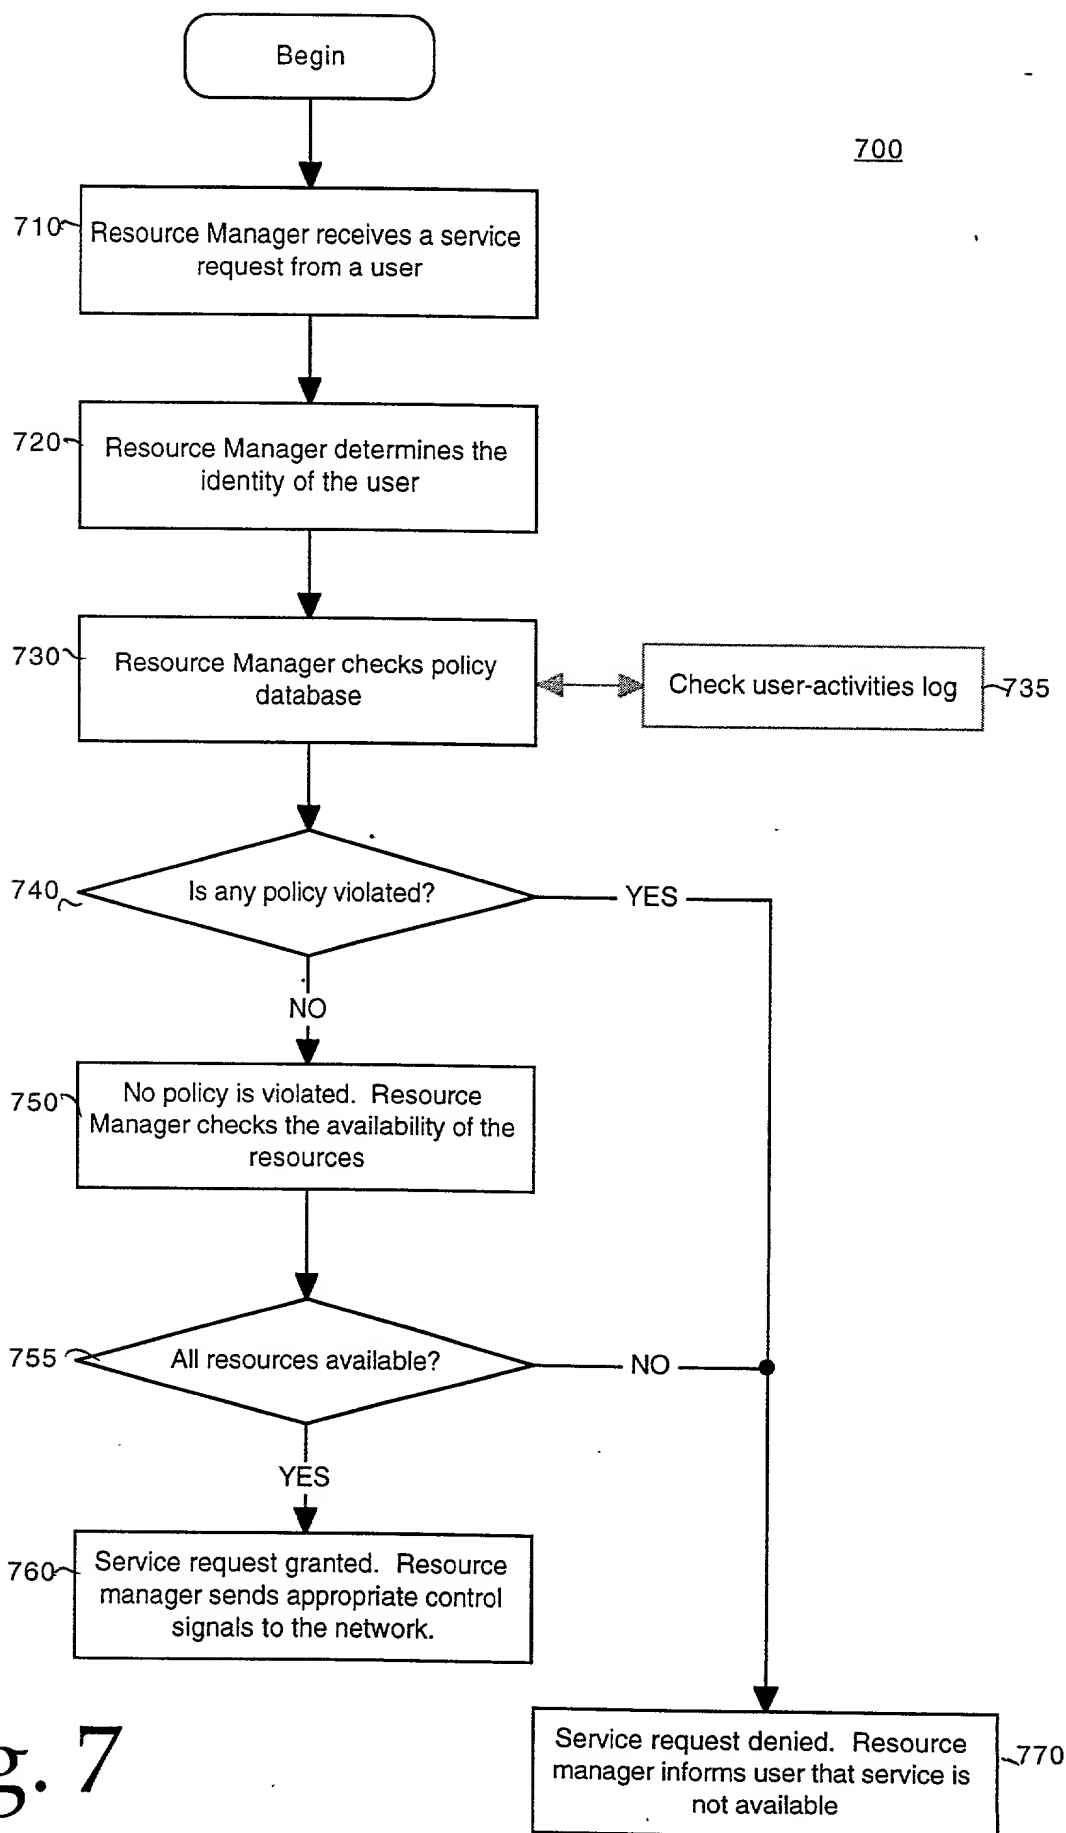 Begin
700
710
Resource Manager receives a service
request from a user
720
Resource Manager determines the
identity of the user
730
Resource Manager checks policy
database
Check user-activities log
735
740
Is any policy violated?
YES
NO
750
No policy is violated. Resource
Manager checks the availability of the
resources
755
All resources available?
NO
YES
760
Service request granted. Resource
manager sends appropriate control
signals to the network.
g. 7
Service request denied. Resource
manager informs user that service is
not available
770